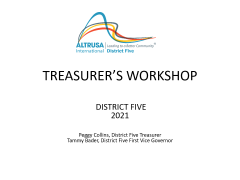 ALTRUSA
Leading to a Better Community
International District Five
TREASURER'S WORKSHOP
DISTRICT FIVE
2021
Peggy Collins, District Five Treasurer
Tammy Bader, District Five First Vice Governor